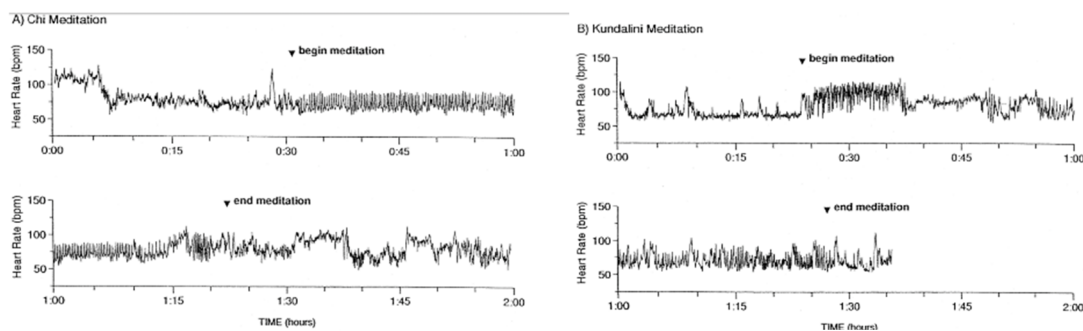 A) Chi Meditation
150
100
50
Heart Rate (bpm)
begin meditation
0:00 0:15 0:30 0:45 1:00
150
100
50
Heart Rate (bpm)
end meditation
1:00 1:15 1:30 1:45 2:00
TIME (hours)
B) Kundalini Meditation
150
100
50
Heart Rate (bpm)
begin meditation
0:00 0:15 0:30 0:45 1:00
150
100
50
Heart Rate (bpm)
end meditation
1:00 1:15 1:30 1:45 2:00
TIME (hours)